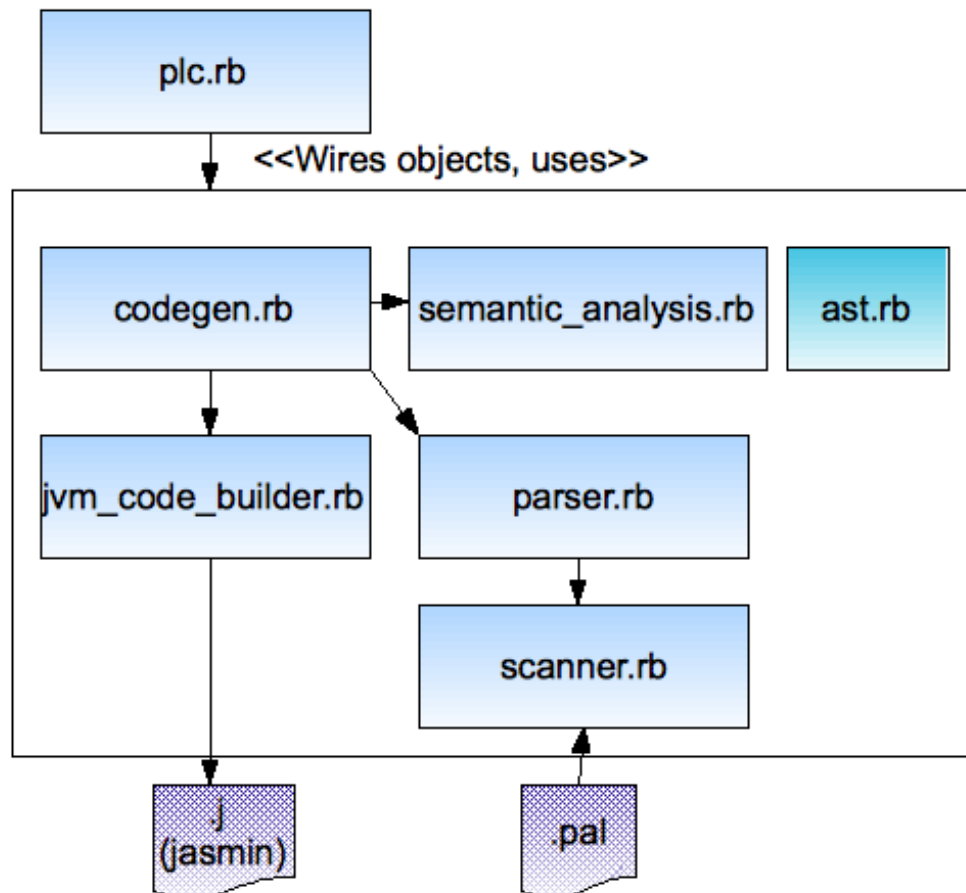 plc.rb
<<Wires objects, uses>>
codegen.rb
semantic_analysis.rb
ast.rb
jvm_code_builder.rb
parser.rb
scanner.rb
.j
(jasmin)
.pal